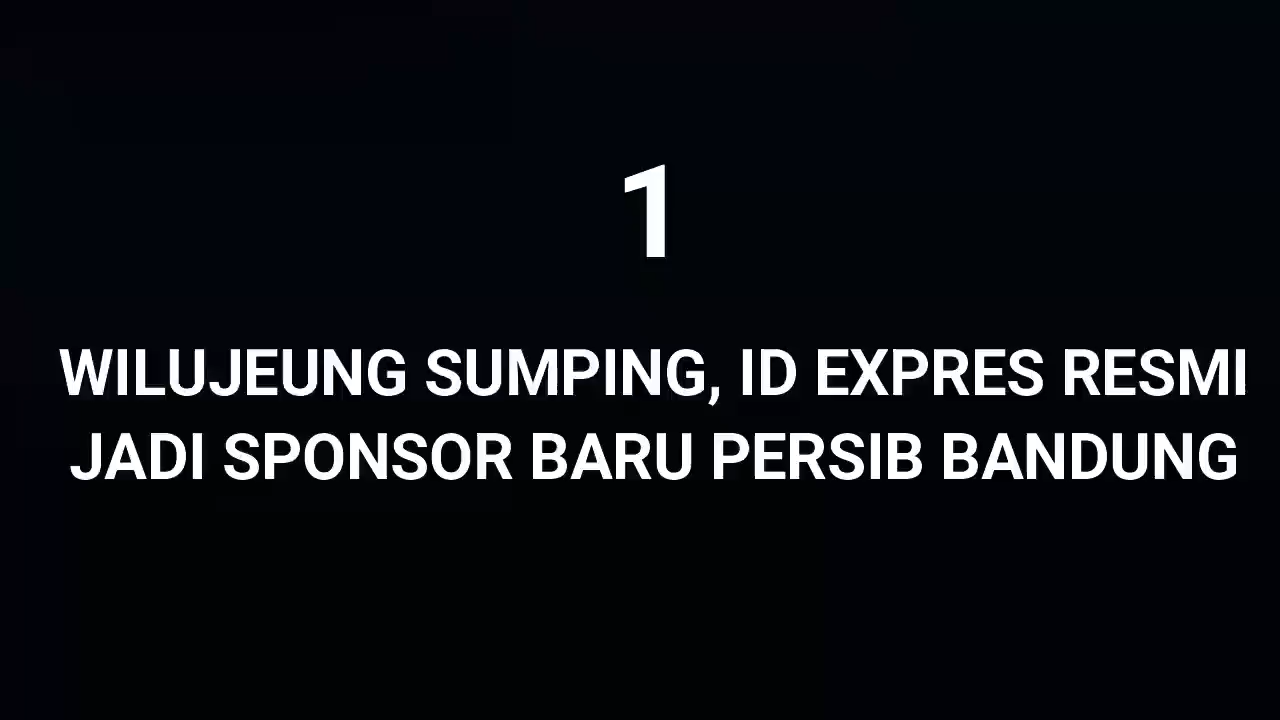 1
WILUJEUNG SUMPING, ID EXPRES RESMI
JADI SPONSOR BARU PERSIB BANDUNG